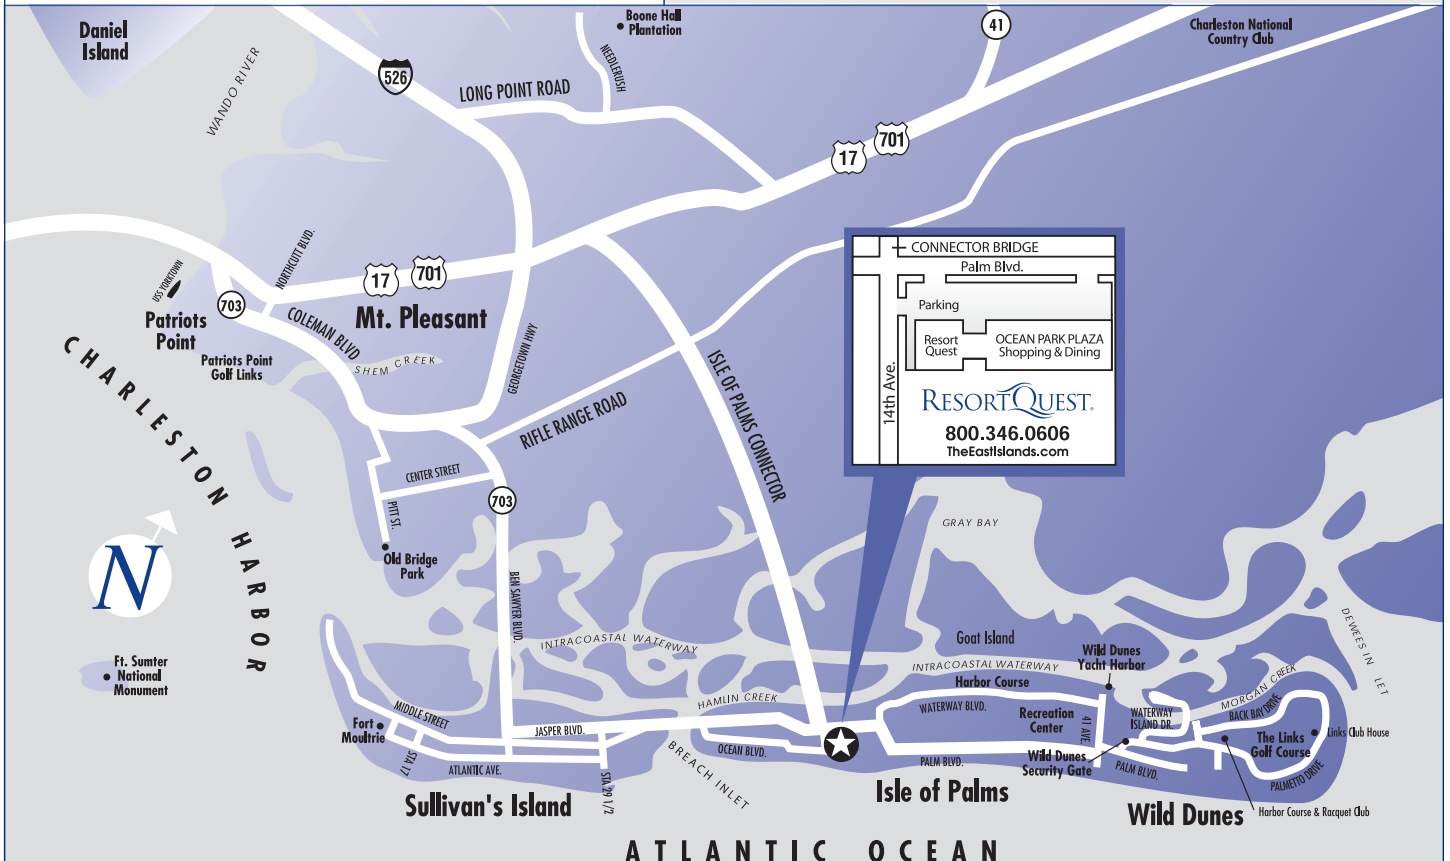 Daniel
Island
Boone Hall
Plantation
41
Charleston National
Country Club
WANDO RIVER
526
LONG POINT ROAD
NEEDLERUSH
17
701
CONNECTOR BRIDGE
Palm Blvd.
Parking
Resort
Quest
OCEAN PARK PLAZA
Shopping & Dining
14th Ave.
RESORTQUEST®
800.346.0606
TheEastIslands.com
USS YORKTOWN
NORTHCUTT BLVD.
17
701
703
Patriots
Point
COLEMAN BLVD
Mt. Pleasant
Patriots Point
Golf Links
SHEM CREEK
GEORGETOWN HWY
ISLE OF PALMS CONNECTOR
RIFLE RANGE ROAD
CHARLESTON HARBOR
CENTER STREET
703
PITT ST.
Old Bridge
Park
N
BEN SAWYER BLVD.
GRAY BAY
INTRACOASTAL WATERWAY
Goat Island
INTRACOASTAL WATERWAY
Wild Dunes
Yacht Harbor
DEWEES IN LET
Ft. Sumter
National
Monument
Harbor Course
HAMLIN CREEK
MORGAN CREEK
MIDDLE STREET
Fort
Moultrie
JASPER BLVD.
WATERWAY BLVD.
Recreation
Center
41 AVE.
WATERWAY
ISLAND DR.
BACK BAY DRIVE
The Links
Golf Course
Links Club House
OCEAN BLVD.
BREACH INLET
PALM BLVD.
Wild Dunes
Security Gate
PALM BLVD.
PALMETTO DRIVE
STA 17
ATLANTIC AVE.
STA 29 1/2
Sullivan's Island
Isle of Palms
Wild Dunes
Harbor Course & Racquet Club
ATLANTIC OCEAN